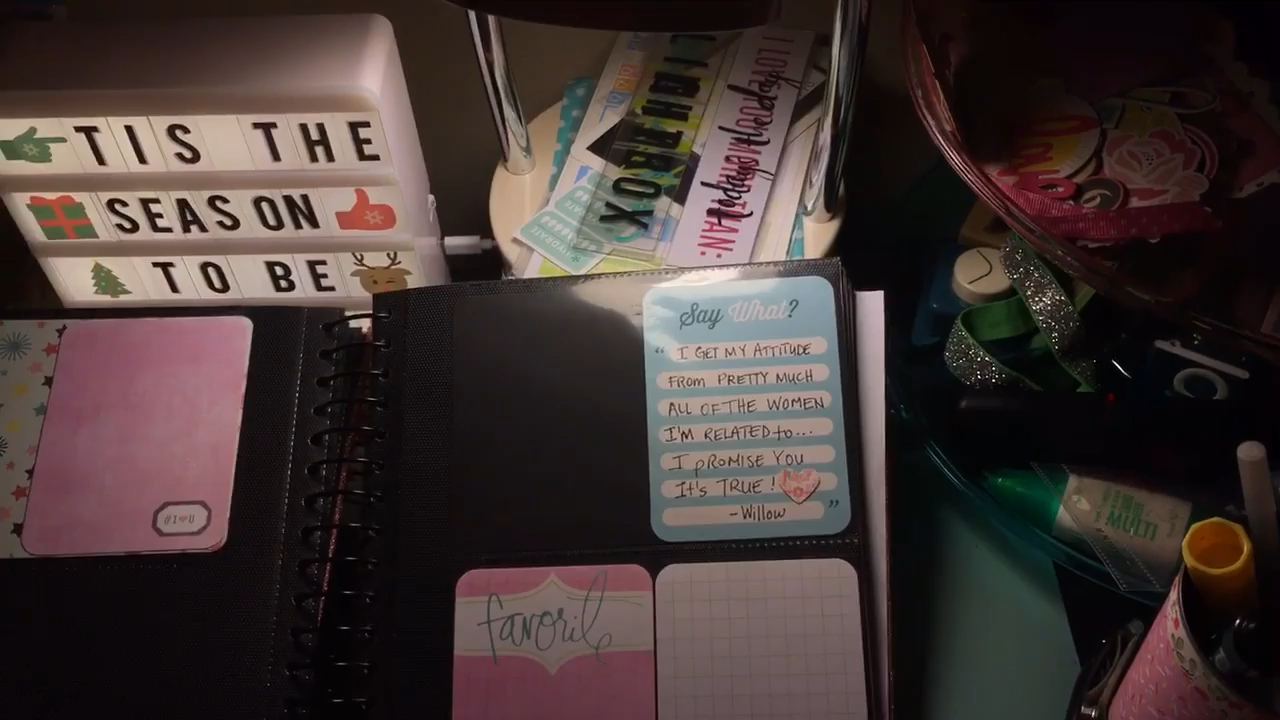 TIS THE
SEASON
TO BE
LIGHTBOX
#1 U
Say What?
“ I GET MY ATTITUDE
FROM PRETTY MUCH
ALL OF THE WOMEN
I'M RELATED to...
I PROMISE YOU
It's TRUE!
-Willow ”
favorite
MULTI